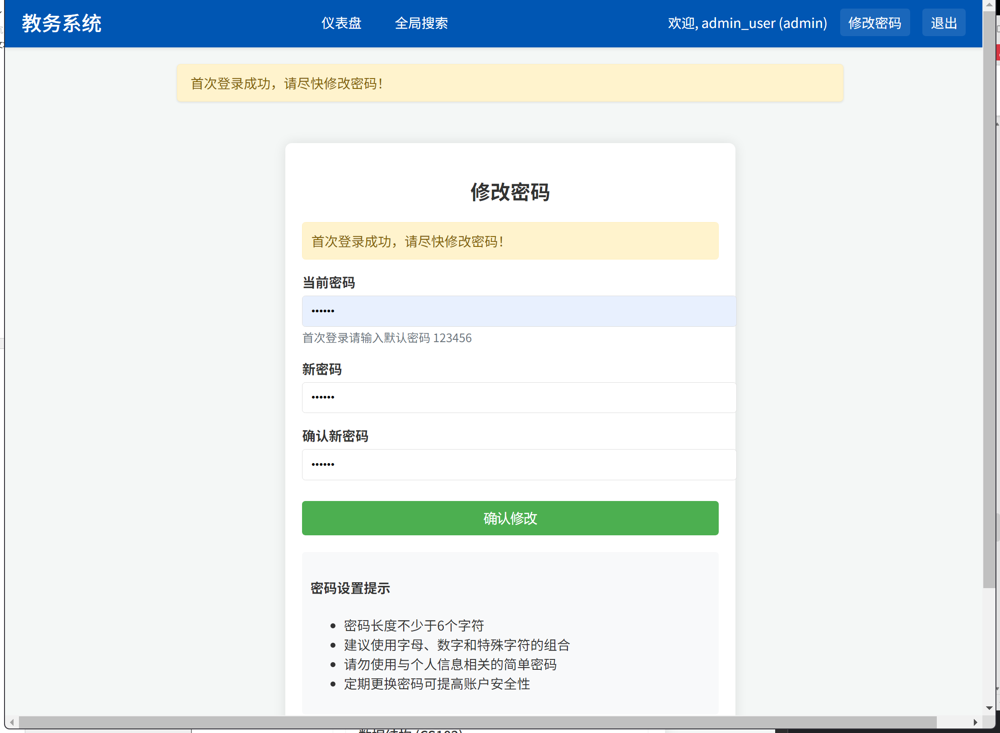 教务系统 仪表盘 全局搜索 欢迎, admin_user (admin) 修改密码 退出
首次登录成功，请尽快修改密码！
修改密码
首次登录成功，请尽快修改密码！
当前密码
••••••
首次登录请输入默认密码 123456
新密码
••••••
确认新密码
••••••
确认修改
密码设置提示
• 密码长度不少于6个字符
• 建议使用字母、数字和特殊字符的组合
• 请勿使用与个人信息相关的简单密码
• 定期更换密码可提高账户安全性